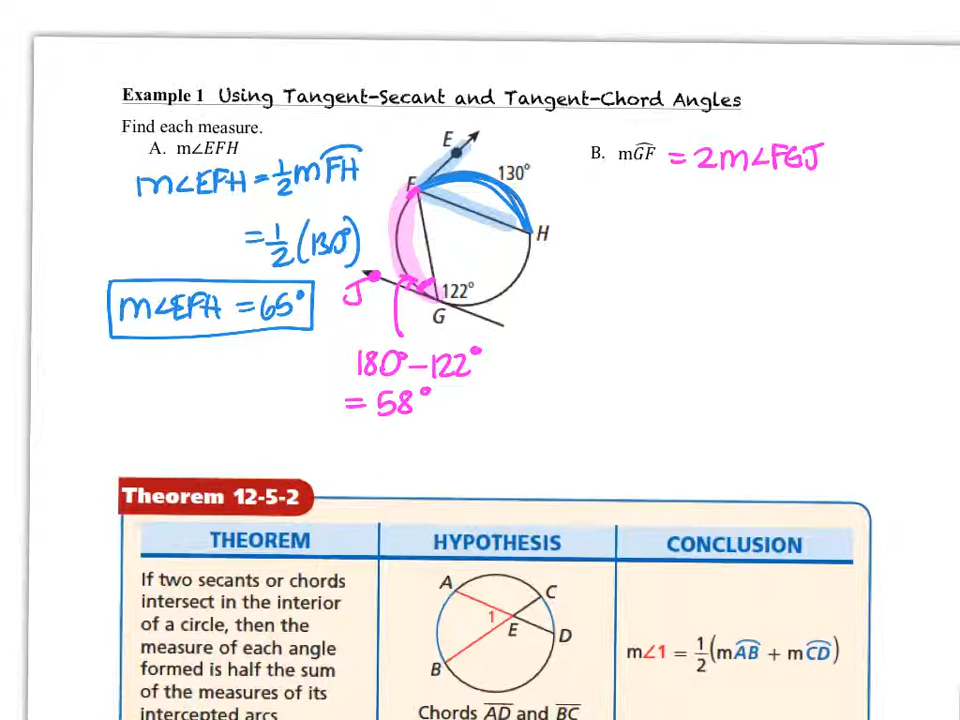 Example 1 Using Tangent-Secant and Tangent-Chord Angles
Find each measure.
A. m∠EFH
m∠EFH = 1/2 mFH
= 1/2 (130°)
m∠EFH = 65°
E
F
130°
H
J
122°
G
180° - 122°
= 58°
B. mGF = 2m∠FGJ
Theorem 12-5-2
THEOREM
HYPOTHESIS
CONCLUSION
If two secants or chords
intersect in the interior
of a circle, then the
measure of each angle
formed is half the sum
of the measures of its
intercepted arcs
A
C
1
E
D
B
Chords AD and BC
m∠1 = 1/2 (mAB + mCD)